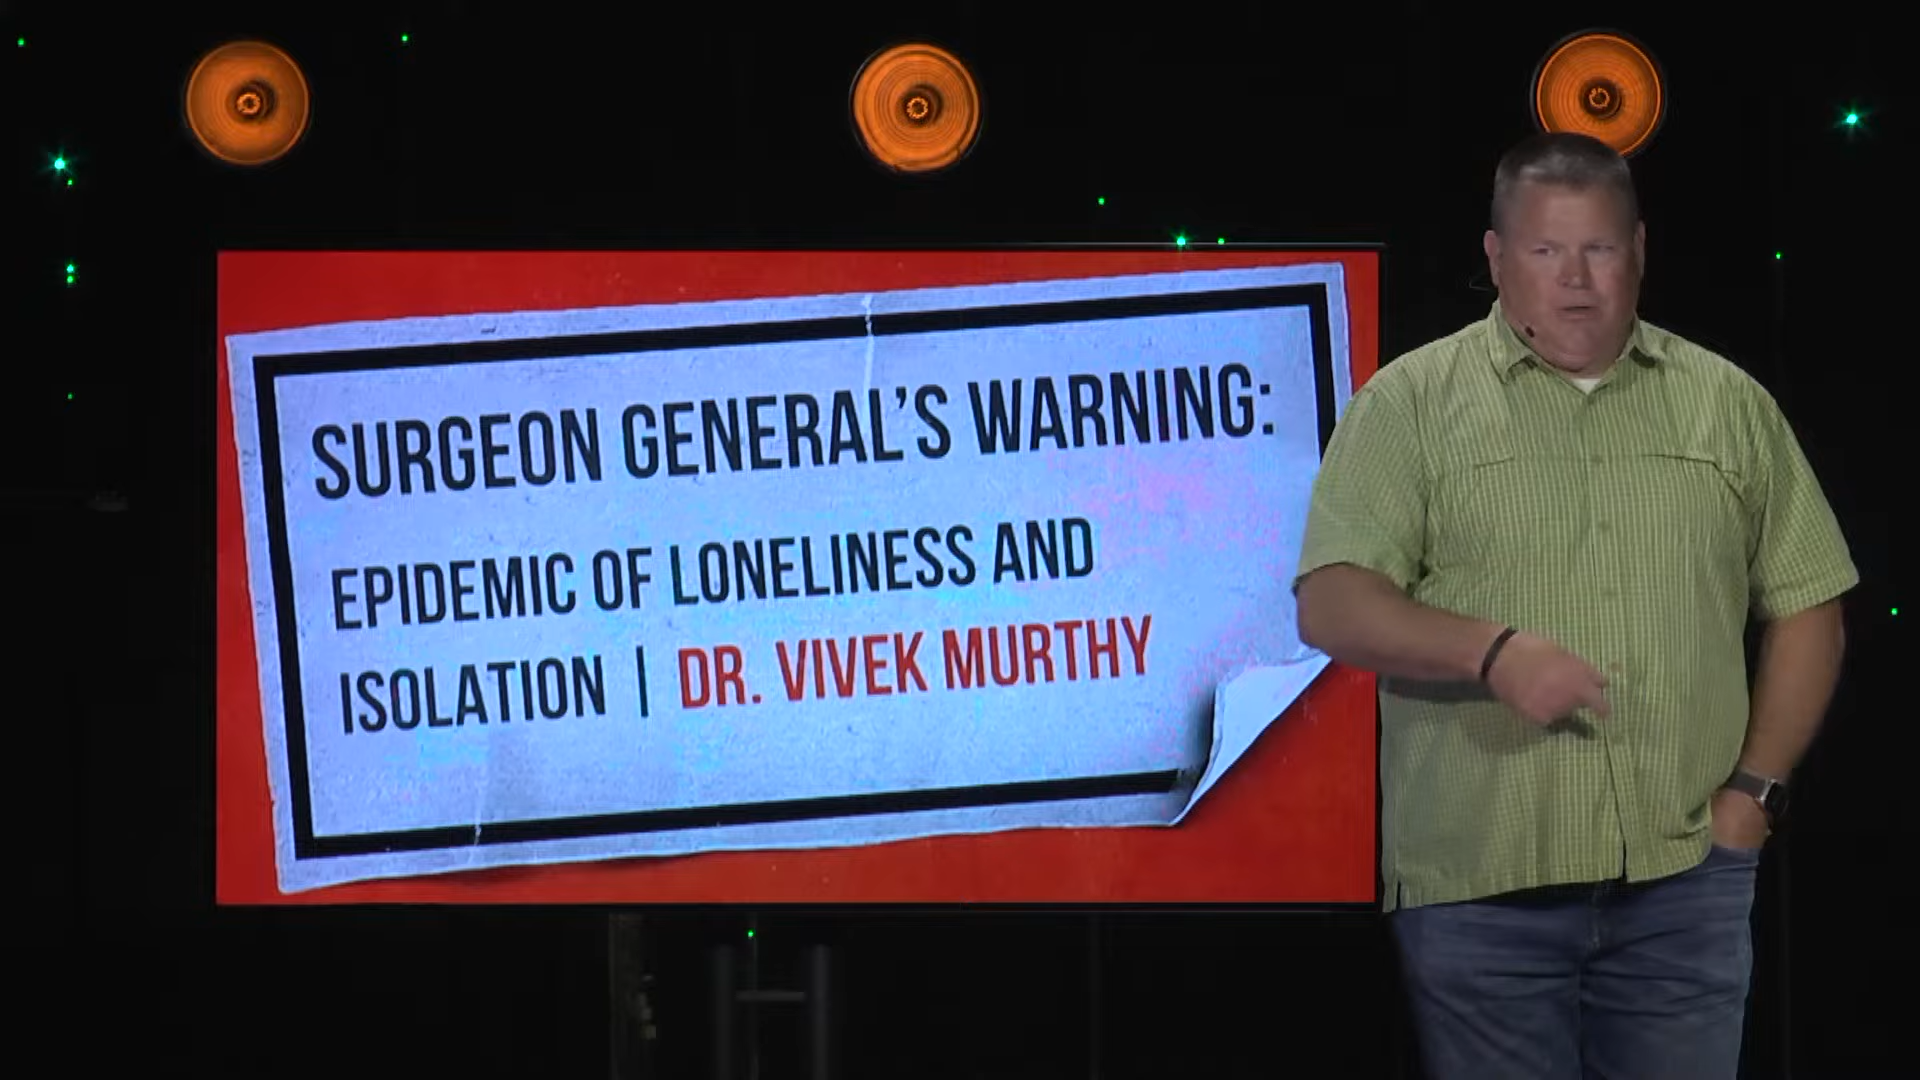 SURGEON GENERAL'S WARNING:
EPIDEMIC OF LONELINESS AND
ISOLATION | DR. VIVEK MURTHY